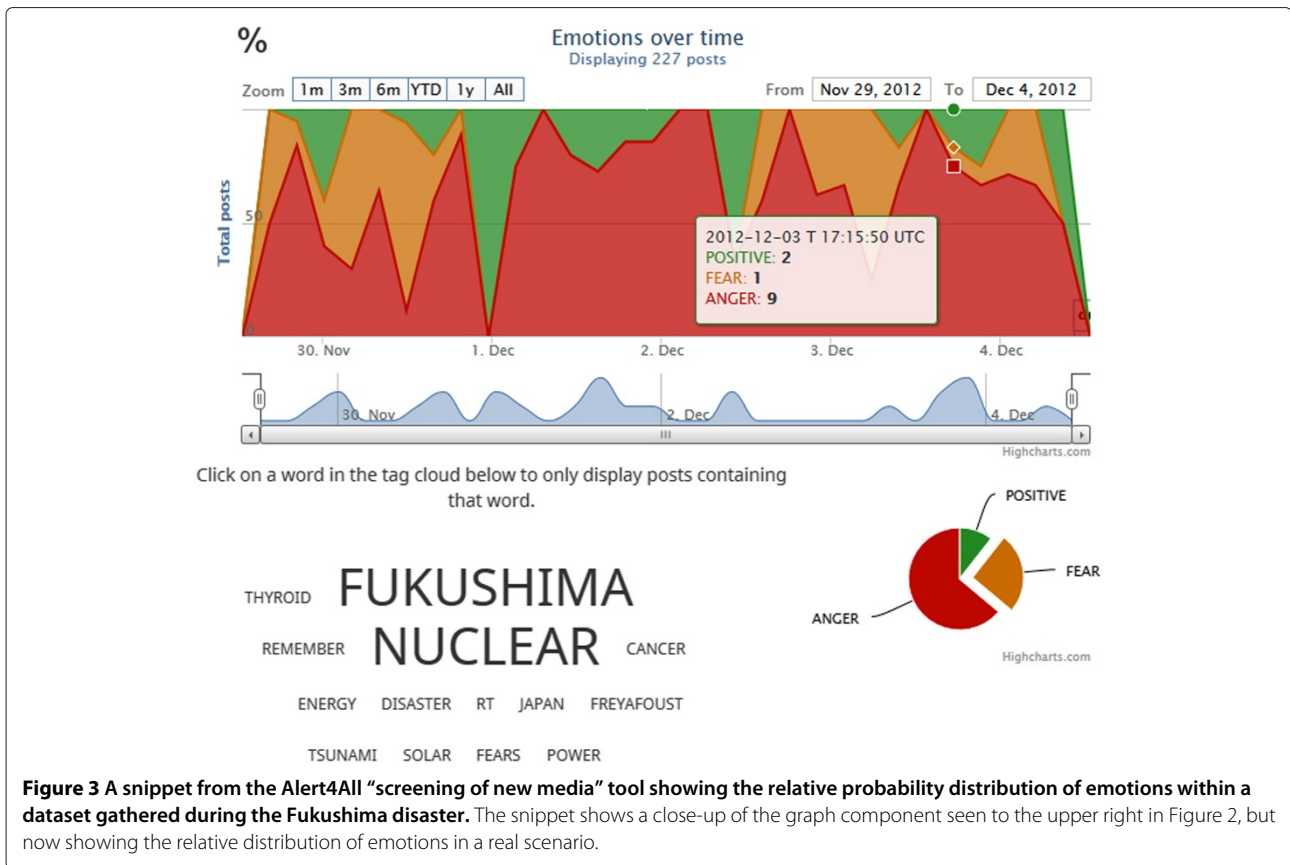 %
Emotions over time
Displaying 227 posts
Zoom 1m 3m 6m YTD 1y All From Nov 29, 2012 To Dec 4, 2012
Total posts
50
0
2012-12-03 T 17:15:50 UTC
POSITIVE: 2
FEAR: 1
ANGER: 9
30. Nov 1. Dec 2. Dec 3. Dec 4. Dec
30. Nov 2. Dec 4. Dec
Highcharts.com
Click on a word in the tag cloud below to only display posts containing
that word.
POSITIVE
FEAR
ANGER
Highcharts.com
THYROID FUKUSHIMA
REMEMBER NUCLEAR CANCER
ENERGY DISASTER RT JAPAN FREYAFOUST
TSUNAMI SOLAR FEARS POWER
Figure 3 A snippet from the Alert4All “screening of new media” tool showing the relative probability distribution of emotions within a
dataset gathered during the Fukushima disaster. The snippet shows a close-up of the graph component seen to the upper right in Figure 2, but
now showing the relative distribution of emotions in a real scenario.